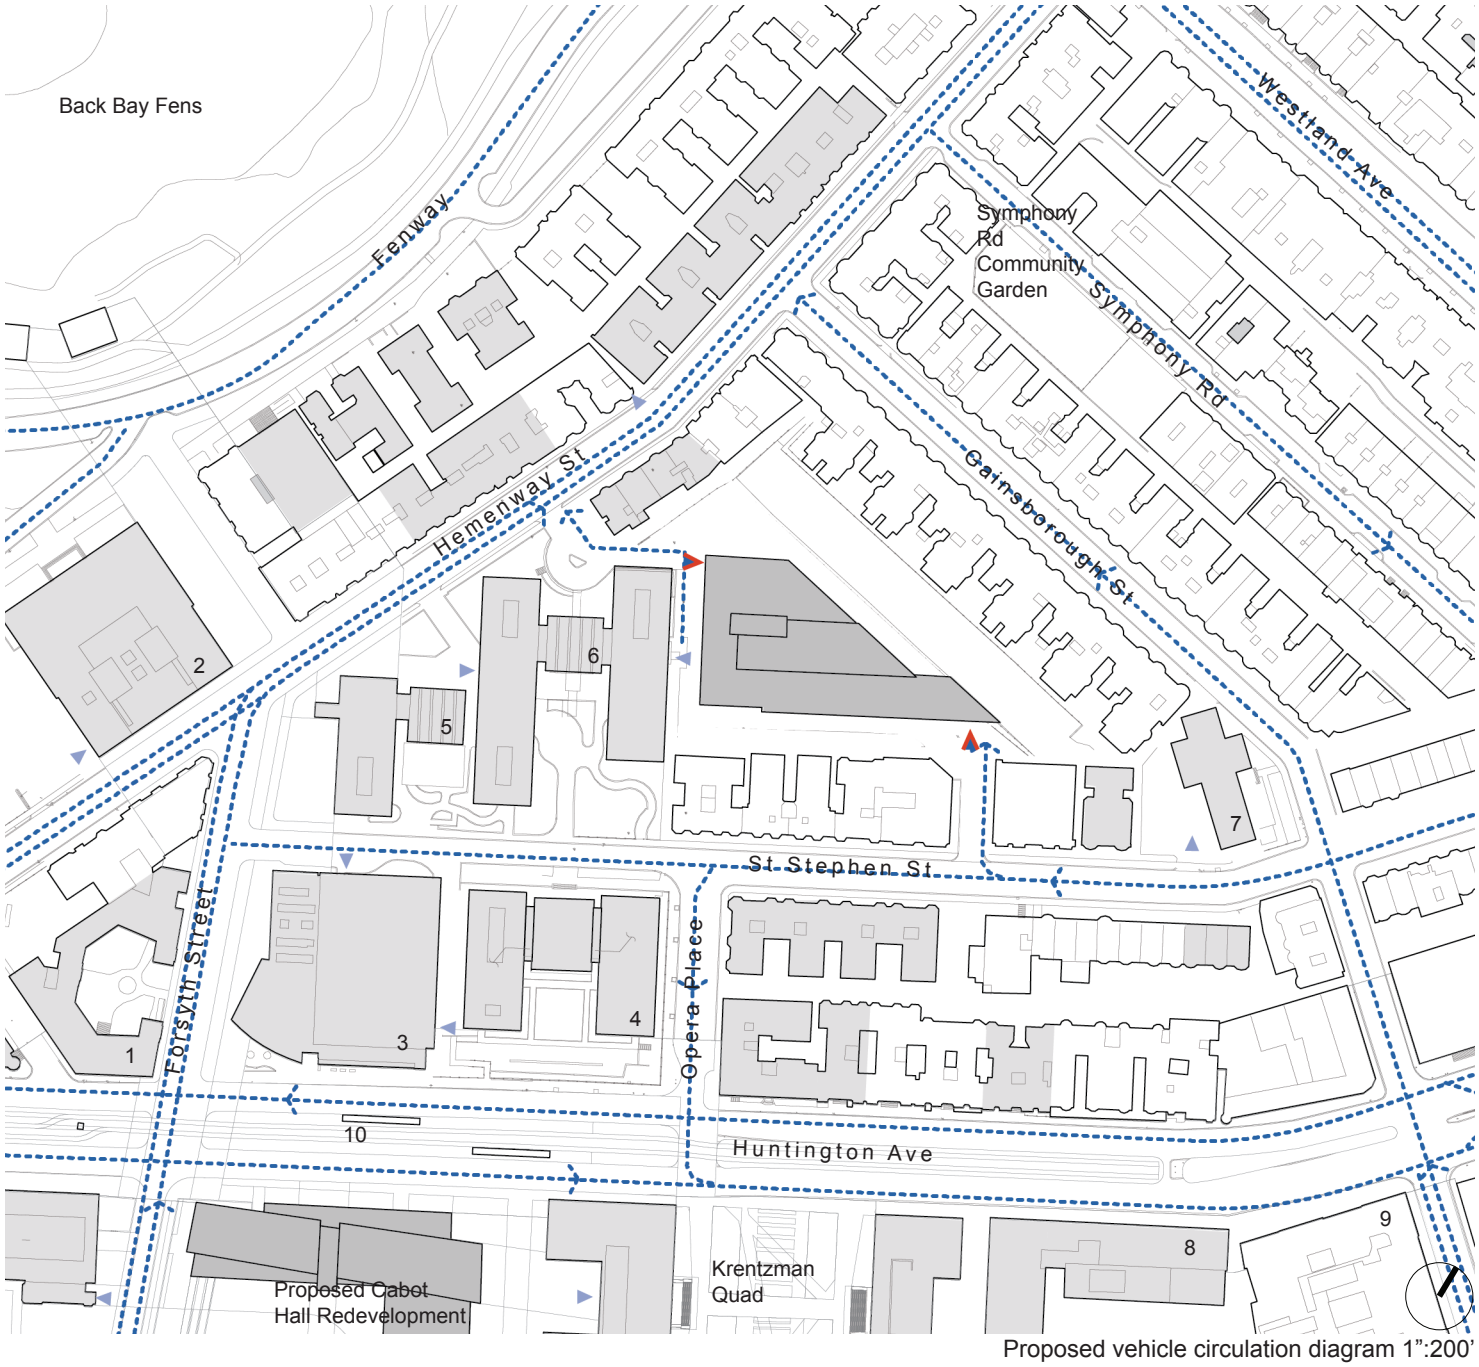 Back Bay Fens
Westland Ave
Fenway
Symphony
Rd
Community
Garden
Symphony Rd
Gainsborough St
Hemenway St
2
6
5
7
St Stephen St
Forsyth Street
Opera Place
4
3
1
10
Huntington Ave
9
8
Krentzman
Quad
Proposed Cabot
Hall Redevelopment
Proposed vehicle circulation diagram 1”:200’